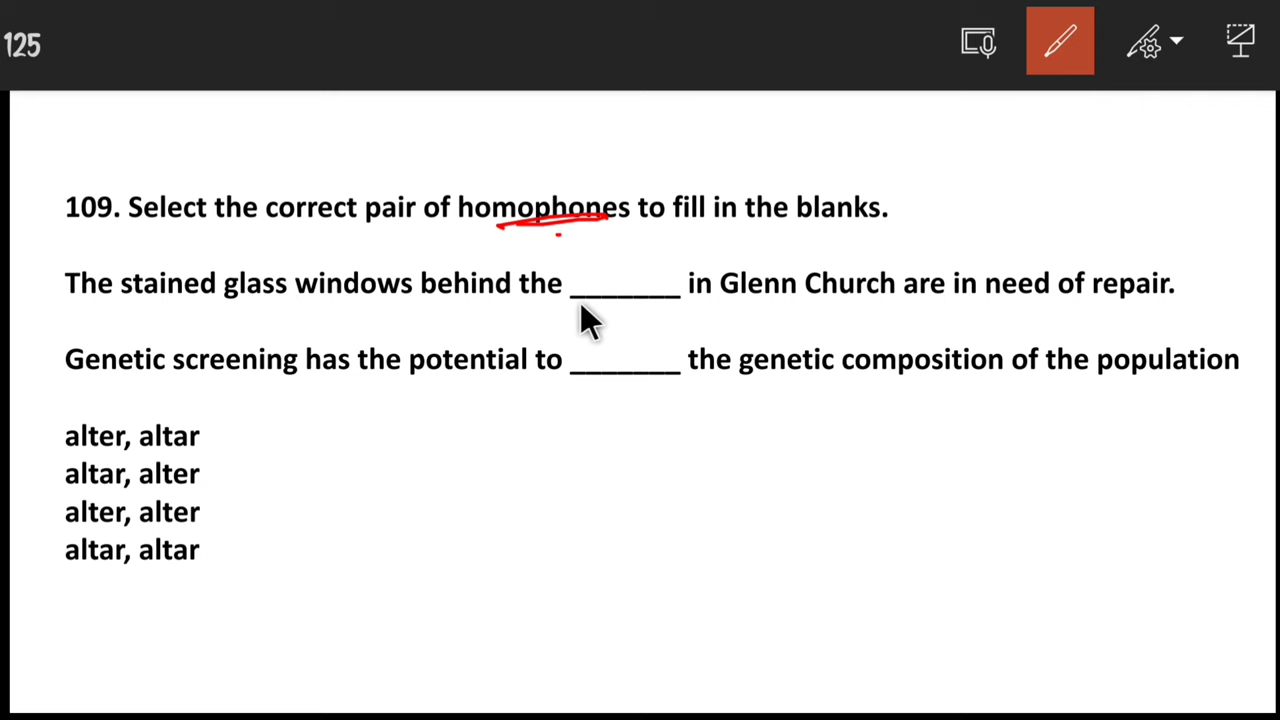 125
109. Select the correct pair of homophones to fill in the blanks.
The stained glass windows behind the _______ in Glenn Church are in need of repair.
Genetic screening has the potential to _______ the genetic composition of the population
alter, altar
altar, alter
alter, alter
altar, altar